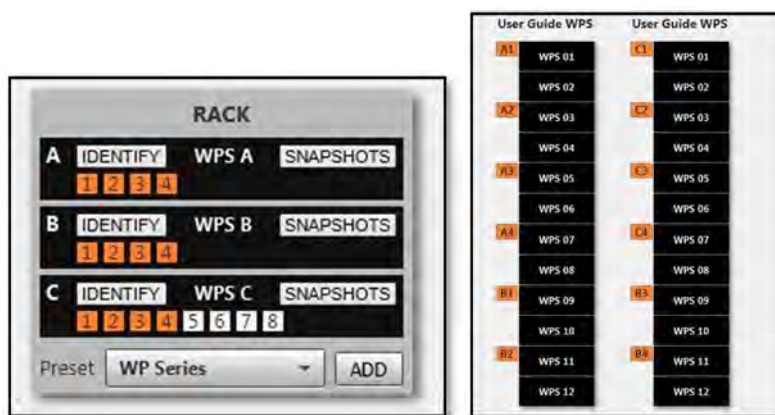 RACK
A IDENTIFY WPS A SNAPSHOTS
1 2 3 4
B IDENTIFY WPS B SNAPSHOTS
1 2 3 4
C IDENTIFY WPS C SNAPSHOTS
1 2 3 4 5 6 7 8
Preset WP Series ADD
User Guide WPS
A1 WPS 01
WPS 02
A2 WPS 03
WPS 04
A3 WPS 05
WPS 06
A4 WPS 07
WPS 08
B1 WPS 09
WPS 10
B2 WPS 11
WPS 12
User Guide WPS
C1 WPS 01
WPS 02
C2 WPS 03
WPS 04
C3 WPS 05
WPS 06
C4 WPS 07
WPS 08
B3 WPS 09
WPS 10
B4 WPS 11
WPS 12